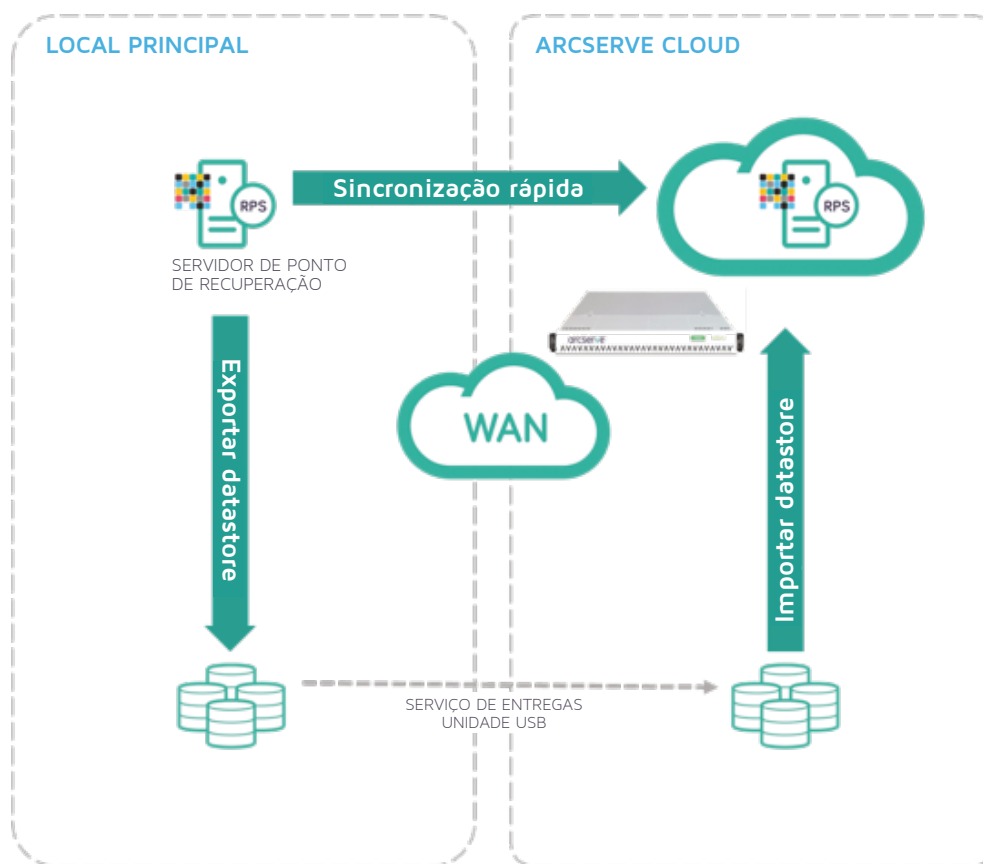 LOCAL PRINCIPAL
ARCSERVE CLOUD
Sincronização rápida
RPS
RPS
SERVIDOR DE PONTO
DE RECUPERAÇÃO
arcserve
Exportar datastore
WAN
Importar datastore
SERVIÇO DE ENTREGAS
UNIDADE USB